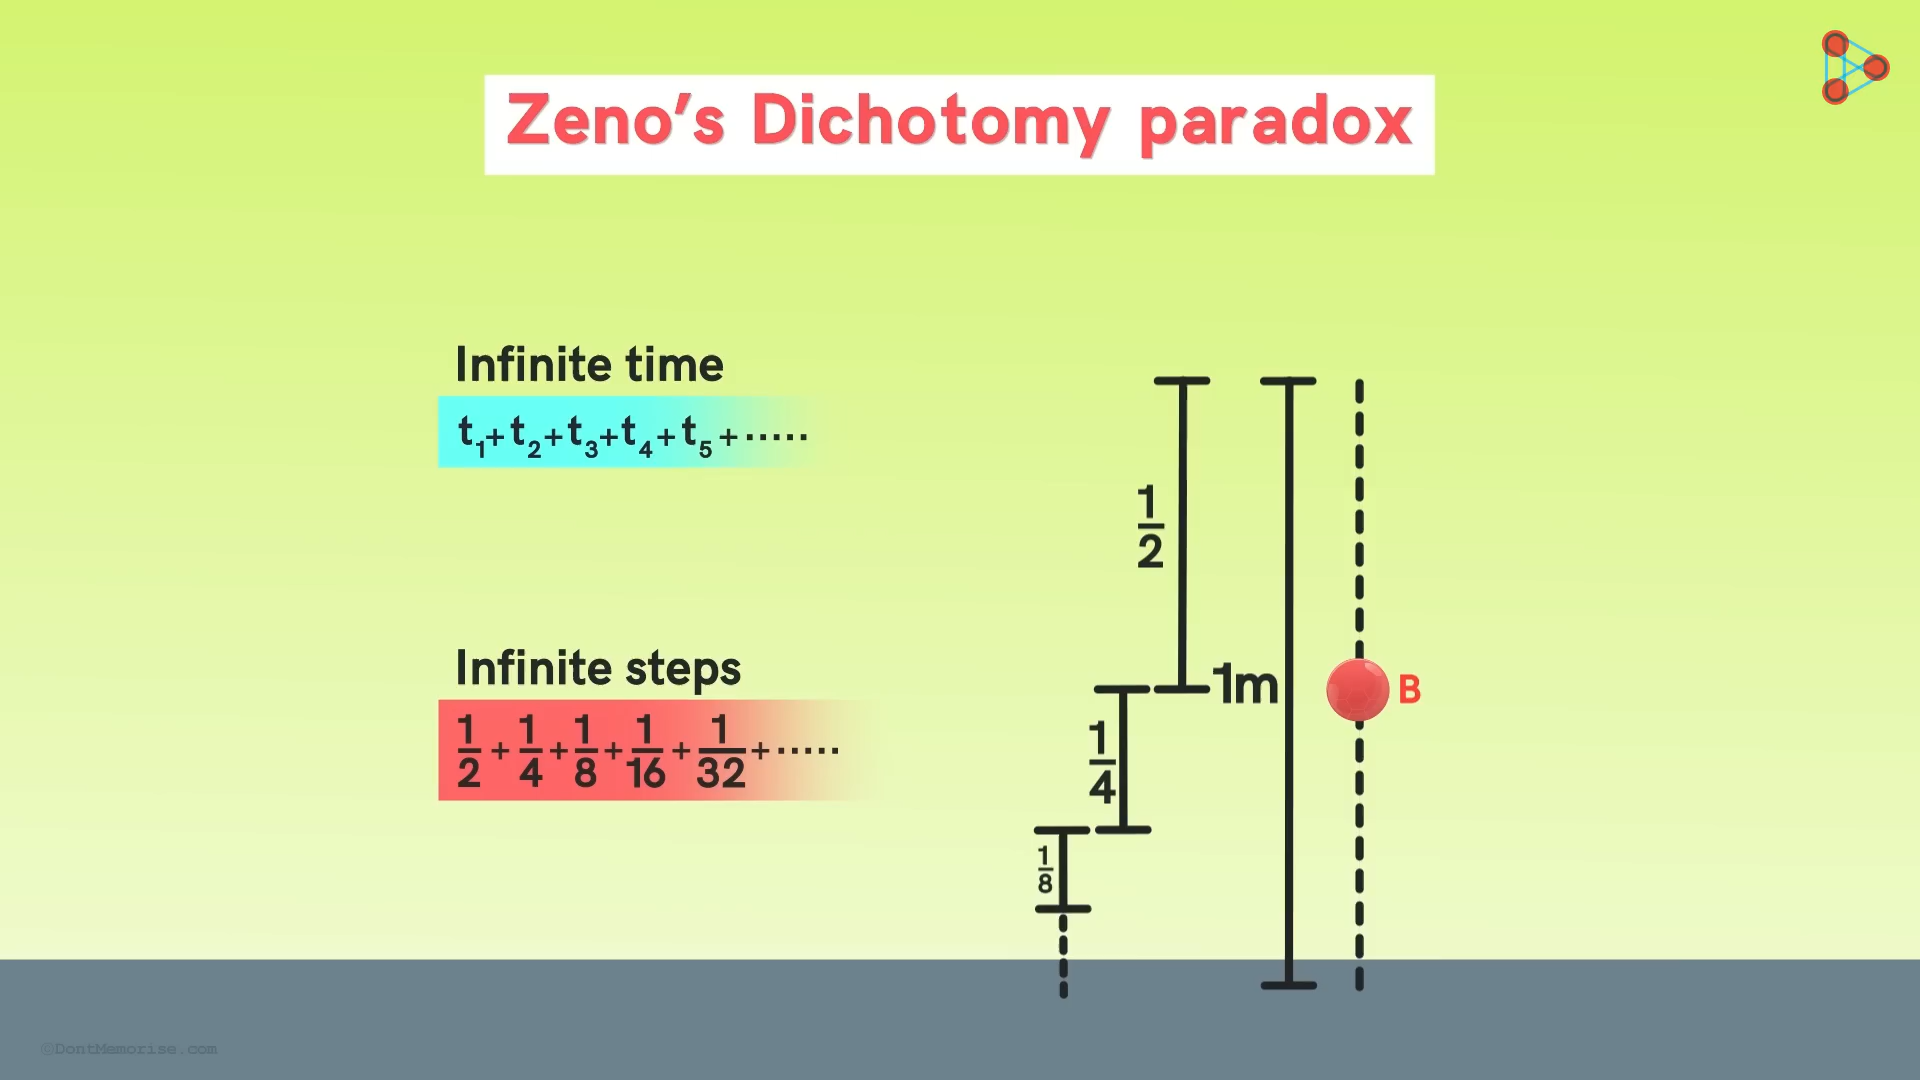 Zeno's Dichotomy paradox
Infinite time
t₁+t₂+t₃+t₄+t₅+.....
Infinite steps
1/2+1/4+1/8+1/16+1/32+.....
1/2
1m
B
1/4
1/8
©DontMemorise.com